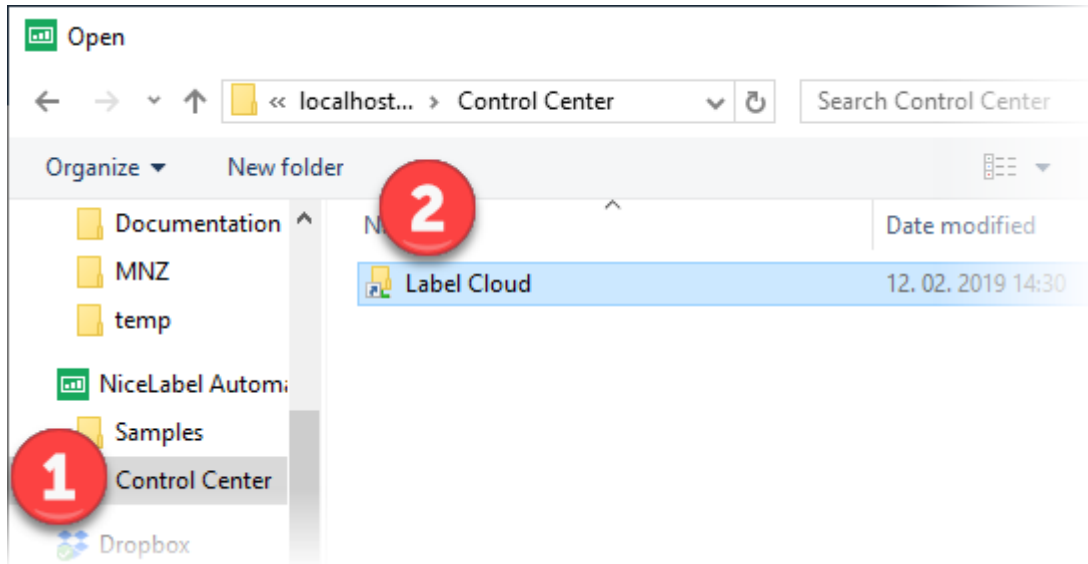 Open
« localhost... > Control Center
Search Control Center
Organize
New folder
2
Documentation
MNZ
temp
NiceLabel Autom
Samples
1
Control Center
Dropbox
Date modified
Label Cloud
12. 02. 2019 14:30